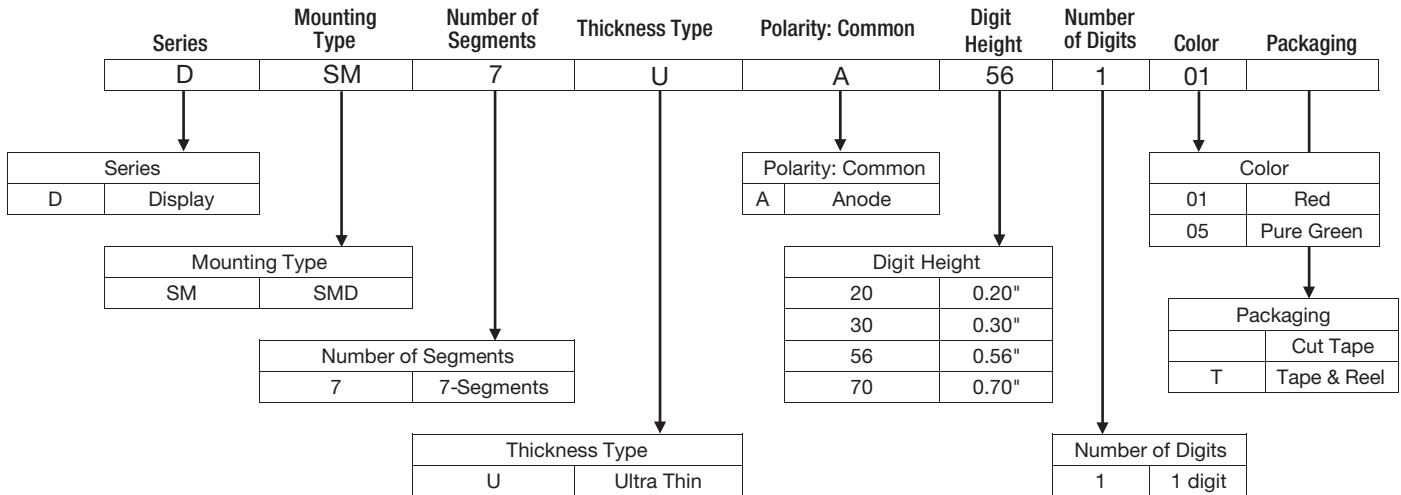 Series
Mounting
Type
Number of
Segments
Thickness Type
Polarity: Common
Digit
Height
Number
of Digits
Color
Packaging
D SM 7 U A 56 1 01
Series
D Display
Mounting Type
SM SMD
Number of Segments
7 7-Segments
Thickness Type
U Ultra Thin
Polarity: Common
A Anode
Digit Height
20 0.20"
30 0.30"
56 0.56"
70 0.70"
Number of Digits
1 1 digit
Color
01 Red
05 Pure Green
Packaging
Cut Tape
T Tape & Reel